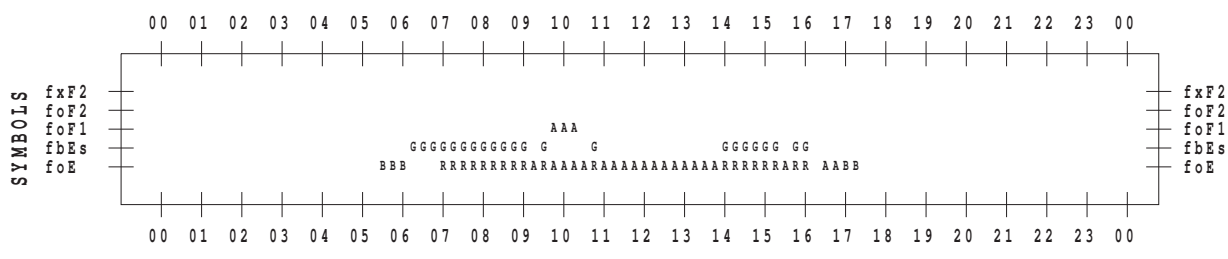 00 01 02 03 04 05 06 07 08 09 10 11 12 13 14 15 16 17 18 19 20 21 22 23 00
SYMBOLS
fxF2 fxF2
foF2 foF2
foF1 AAA foF1
fbEs GGGGGGGGGGGG G G GGGGGG GG fbEs
foE BBB RRRRRRRRRARAAAARAAAAAAAAAAAARRRRRRARR AABB foE
00 01 02 03 04 05 06 07 08 09 10 11 12 13 14 15 16 17 18 19 20 21 22 23 00